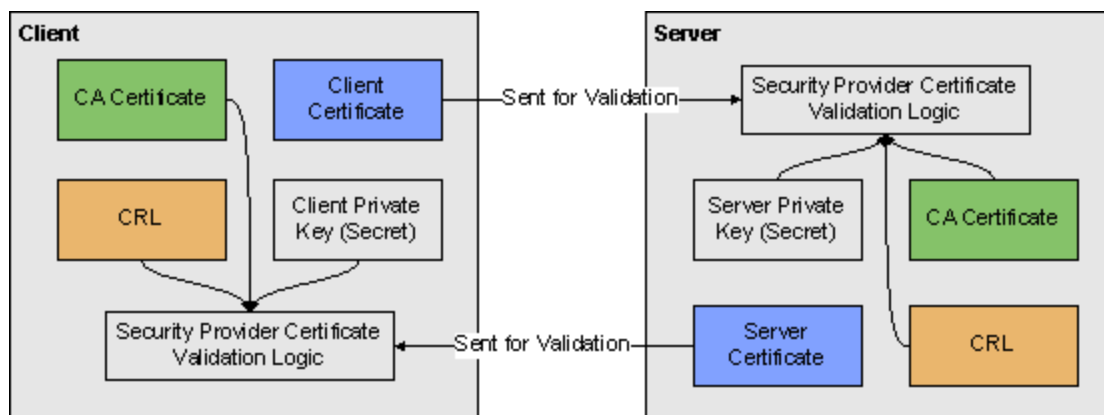 Client
CA Certificate
Client
Certificate
CRL
Client Private
Key (Secret)
Security Provider Certificate
Validation Logic
Sent for Validation
Sent for Validation
Server
Security Provider Certificate
Validation Logic
Server Private
Key (Secret)
CA Certificate
Server
Certificate
CRL